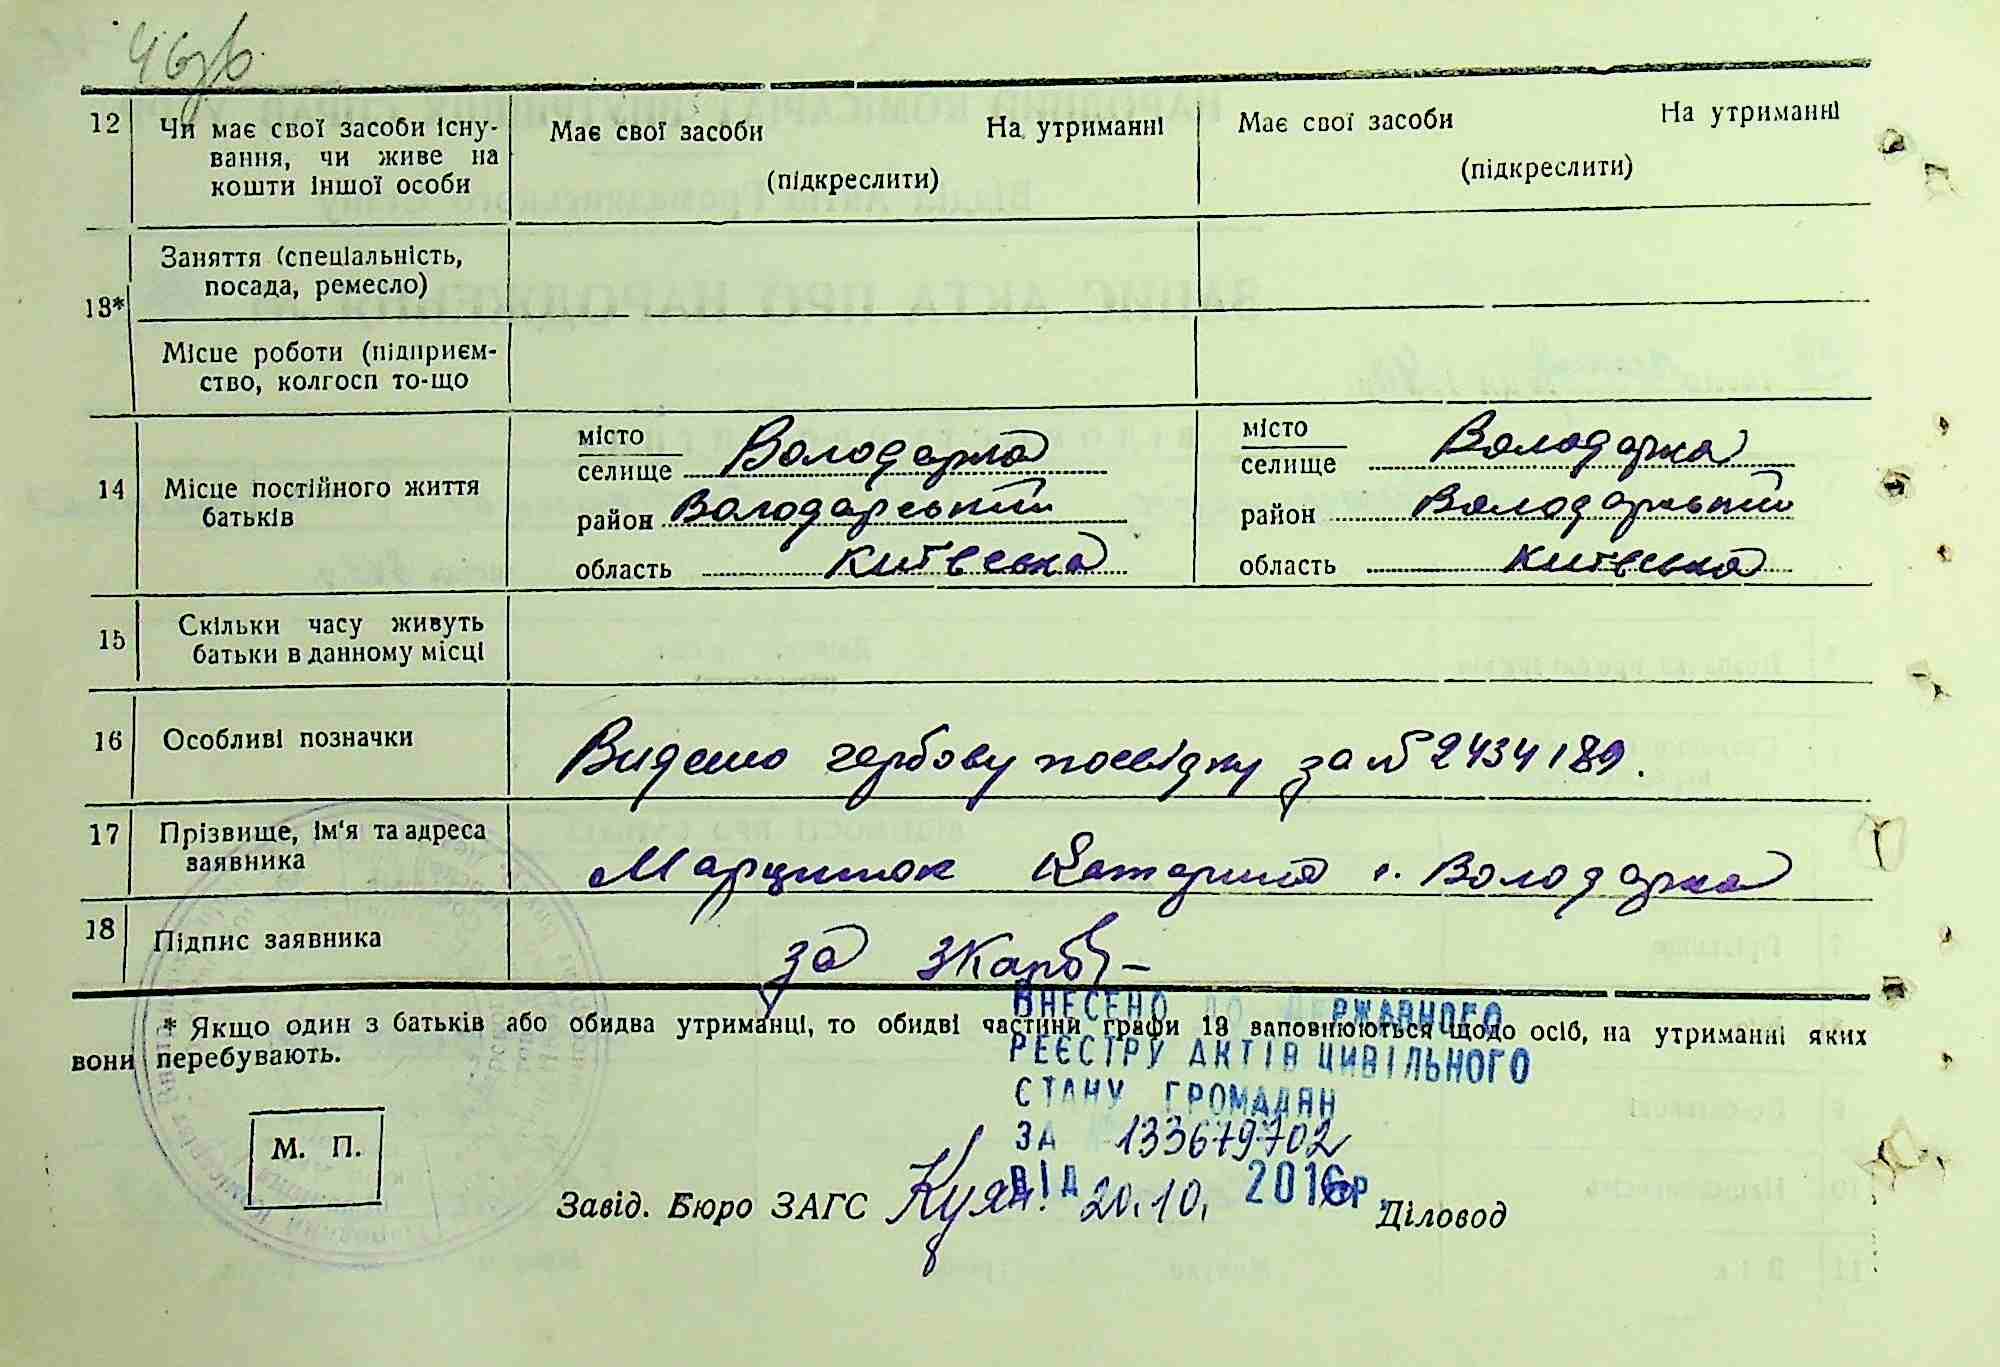 46зв.
12 Чи має свої засоби існу- Має свої засоби На утриманні Має свої засоби На утриманні
вання, чи живе на
кошти іншої особи (підкреслити) (підкреслити)
Заняття (спеціальність,
посада, ремесло)
13*
Місце роботи (підприєм-
ство, колгосп то-що
14 Місце постійного життя
батьків
місто
селище Володарка
район Володарський
область Київська
місто
селище Володарка
район Володарський
область Київська
15 Скільки часу живуть
батьки в данному місці
16 Особливі позначки Видано гербову посвідку за № 2434189.
17 Прізвище, ім'я та адреса
заявника
Марцинюк Катерина с. Володарка
18 Підпис заявника за
* Якщо один з батьків або обидва утриманці, то обидві частини графи 13 заповнюються щодо осіб, на утриманні яких
вони перебувають.
ВНЕСЕНО ДО ДЕРЖАВНОГО
РЕЄСТРУ АКТІВ ЦИВІЛЬНОГО
СТАНУ ГРОМАДЯН
ЗА 133679702
ВІД 20.10. 2016р.
М. П.
Завід. Бюро ЗАГС
Діловод